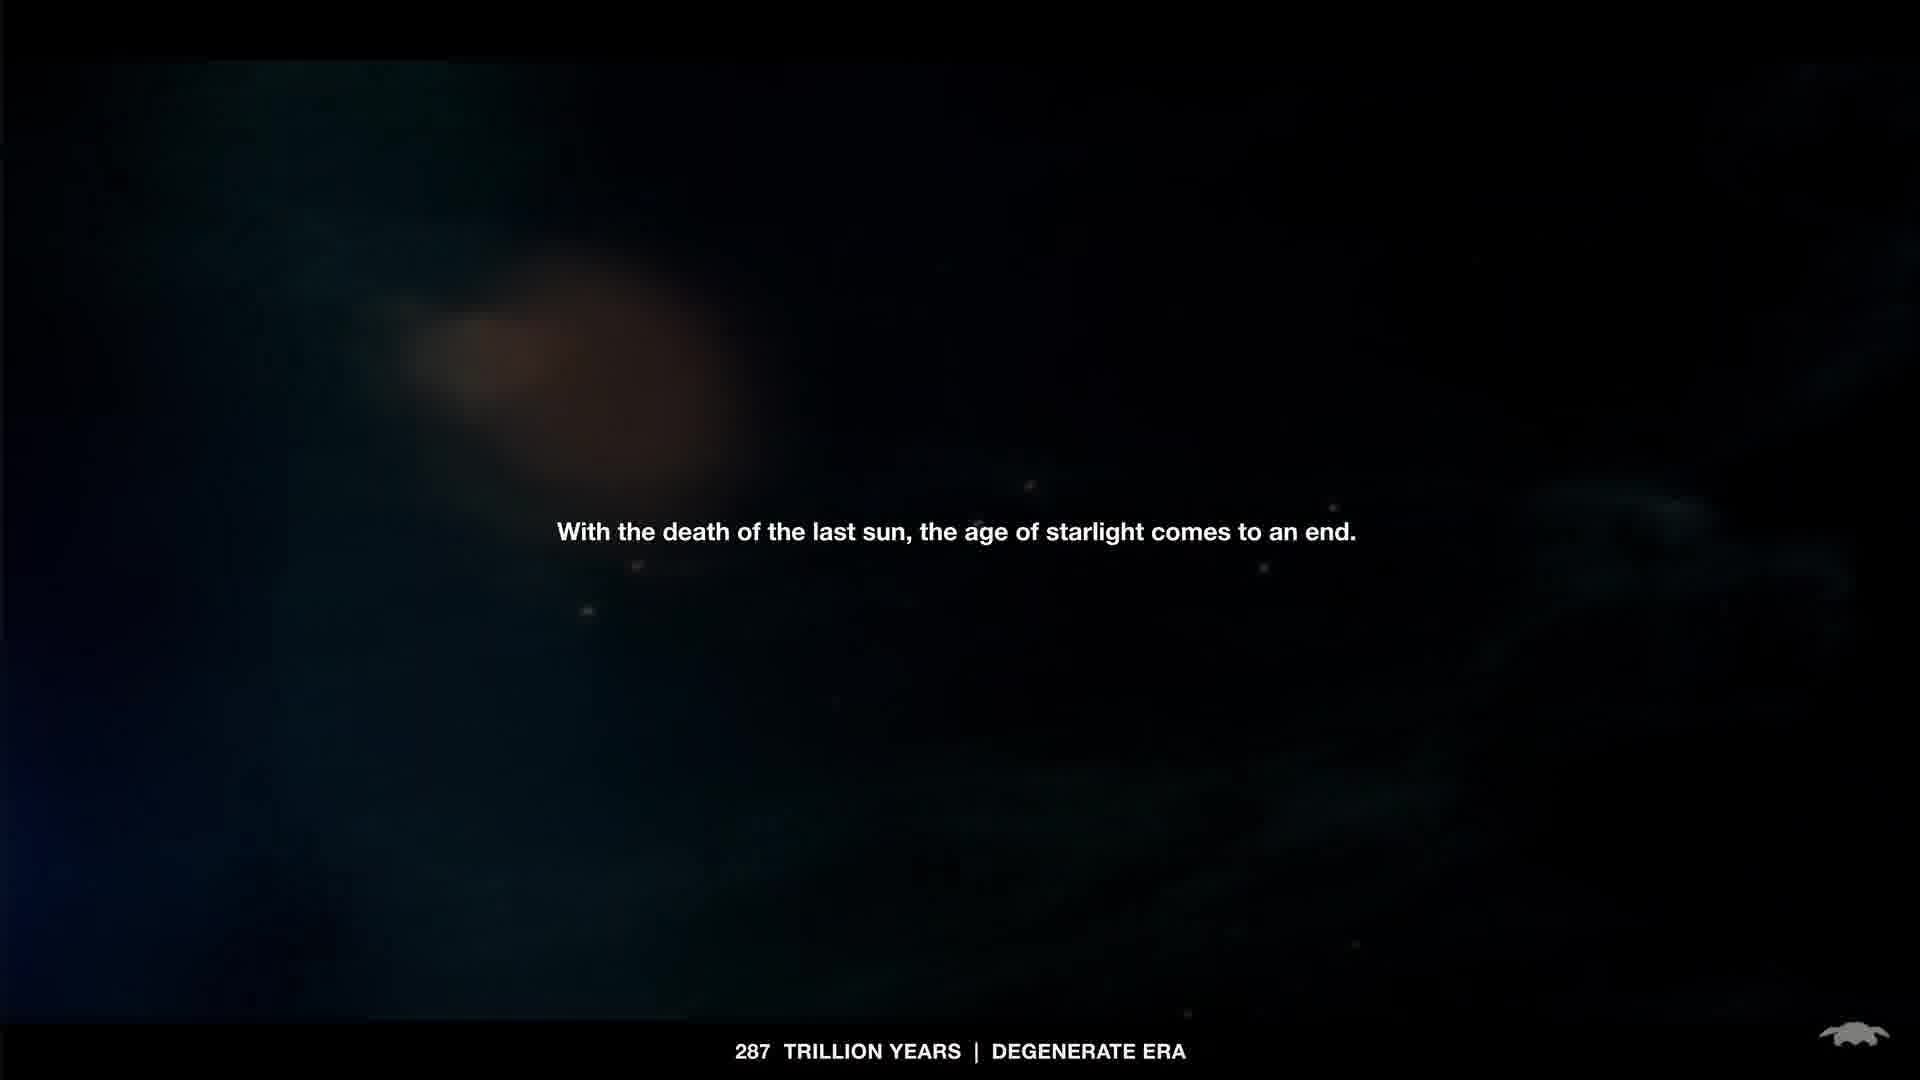 With the death of the last sun, the age of starlight comes to an end.
287 TRILLION YEARS | DEGENERATE ERA